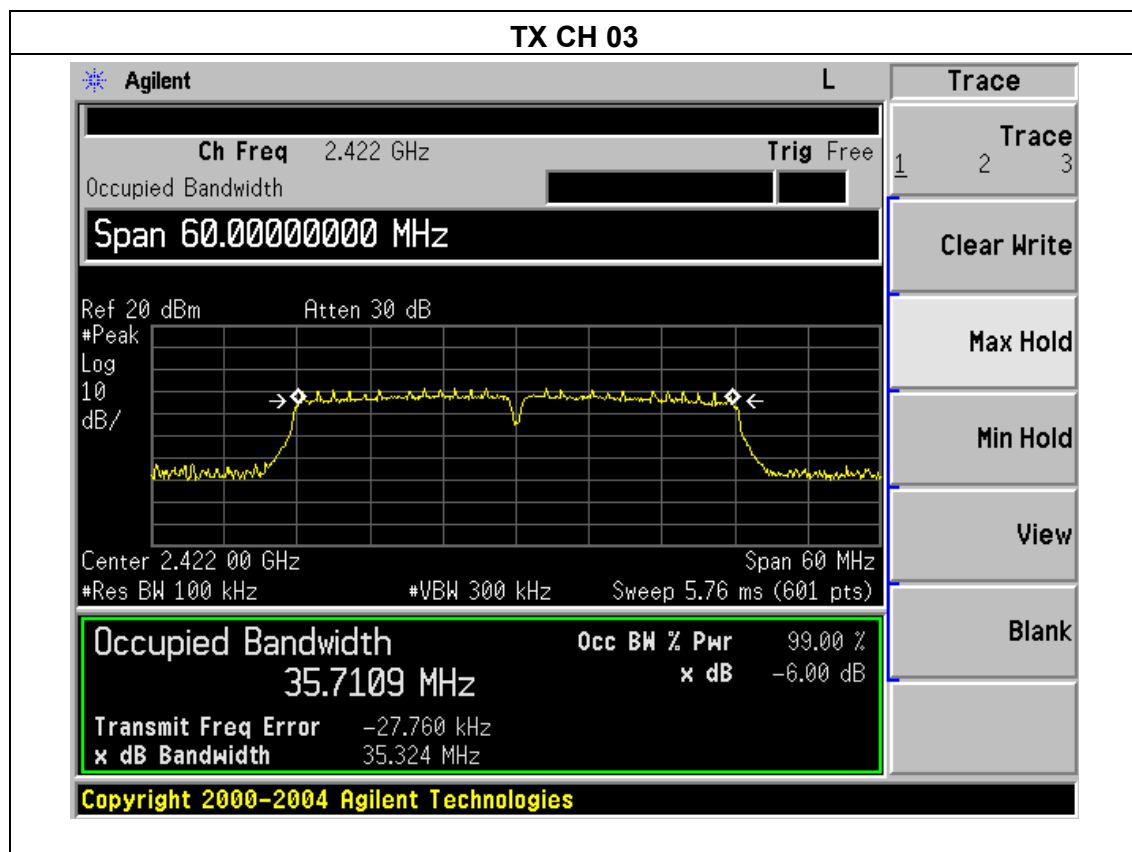 TX CH 03
Agilent L Trace
Ch Freq 2.422 GHz Trig Free
Occupied Bandwidth
Span 60.00000000 MHz
Ref 20 dBm Atten 30 dB
#Peak
Log
10
dB/
Center 2.422 00 GHz Span 60 MHz
#Res BW 100 kHz #VBW 300 kHz Sweep 5.76 ms (601 pts)
Occupied Bandwidth
35.7109 MHz
Occ BW % Pwr 99.00 %
x dB -6.00 dB
Transmit Freq Error -27.760 kHz
x dB Bandwidth 35.324 MHz
Copyright 2000-2004 Agilent Technologies
Trace
1 2 3
Clear Write
Max Hold
Min Hold
View
Blank